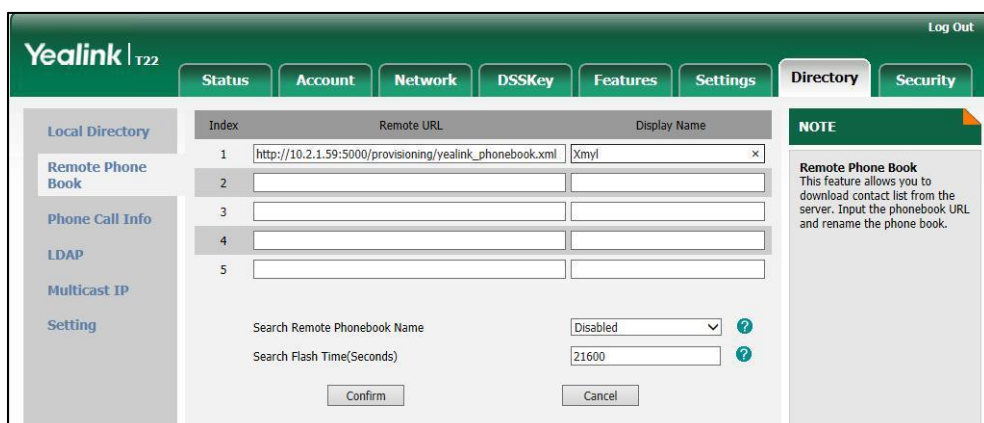 Log Out
Yealink | T22
Status Account Network DSSKey Features Settings Directory Security
Local Directory
Remote Phone
Book
Phone Call Info
LDAP
Multicast IP
Setting
Index Remote URL Display Name
1 http://10.2.1.59:5000/provisioning/yealink_phonebook.xml Xmyl ×
2
3
4
5
Search Remote Phonebook Name Disabled ?
Search Flash Time(Seconds) 21600 ?
Confirm Cancel
NOTE
Remote Phone Book
This feature allows you to
download contact list from the
server. Input the phonebook URL
and rename the phone book.